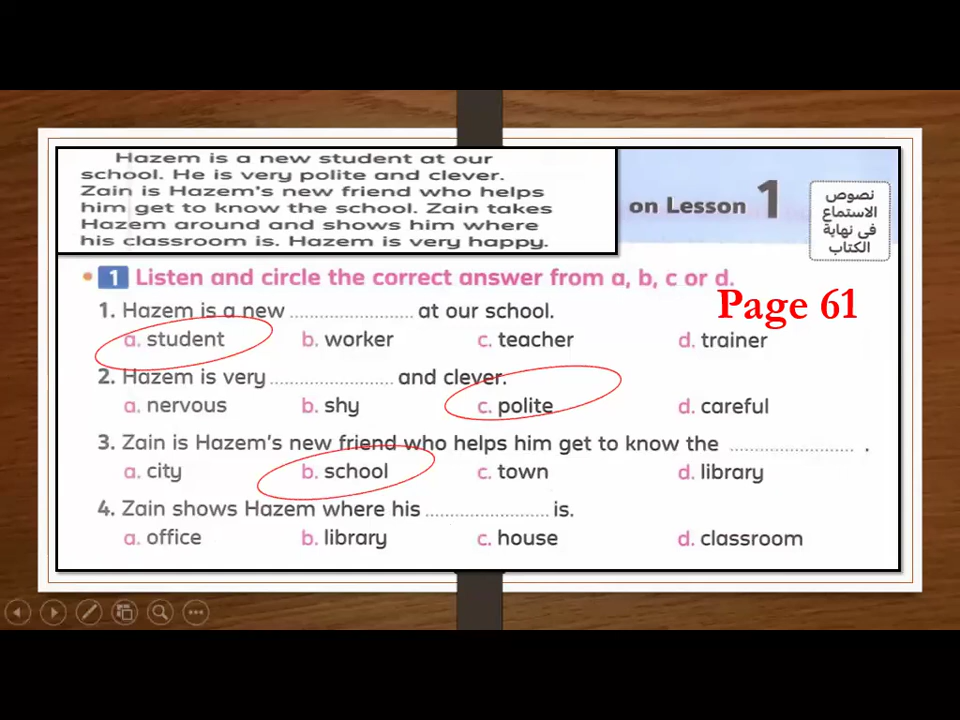 Hazem is a new student at our
school. He is very polite and clever.
Zain is Hazem's new friend who helps
him get to know the school. Zain takes
Hazem around and shows him where
his classroom is. Hazem is very happy.
on Lesson 1
نصوص
الاستماع
فى نهاية
الكتاب
1 Listen and circle the correct answer from a, b, c or d.
Page 61
1. Hazem is a new .................... at our school.
a. student b. worker c. teacher d. trainer
2. Hazem is very .................... and clever.
a. nervous b. shy c. polite d. careful
3. Zain is Hazem's new friend who helps him get to know the .................... .
a. city b. school c. town d. library
4. Zain shows Hazem where his .................... is.
a. office b. library c. house d. classroom